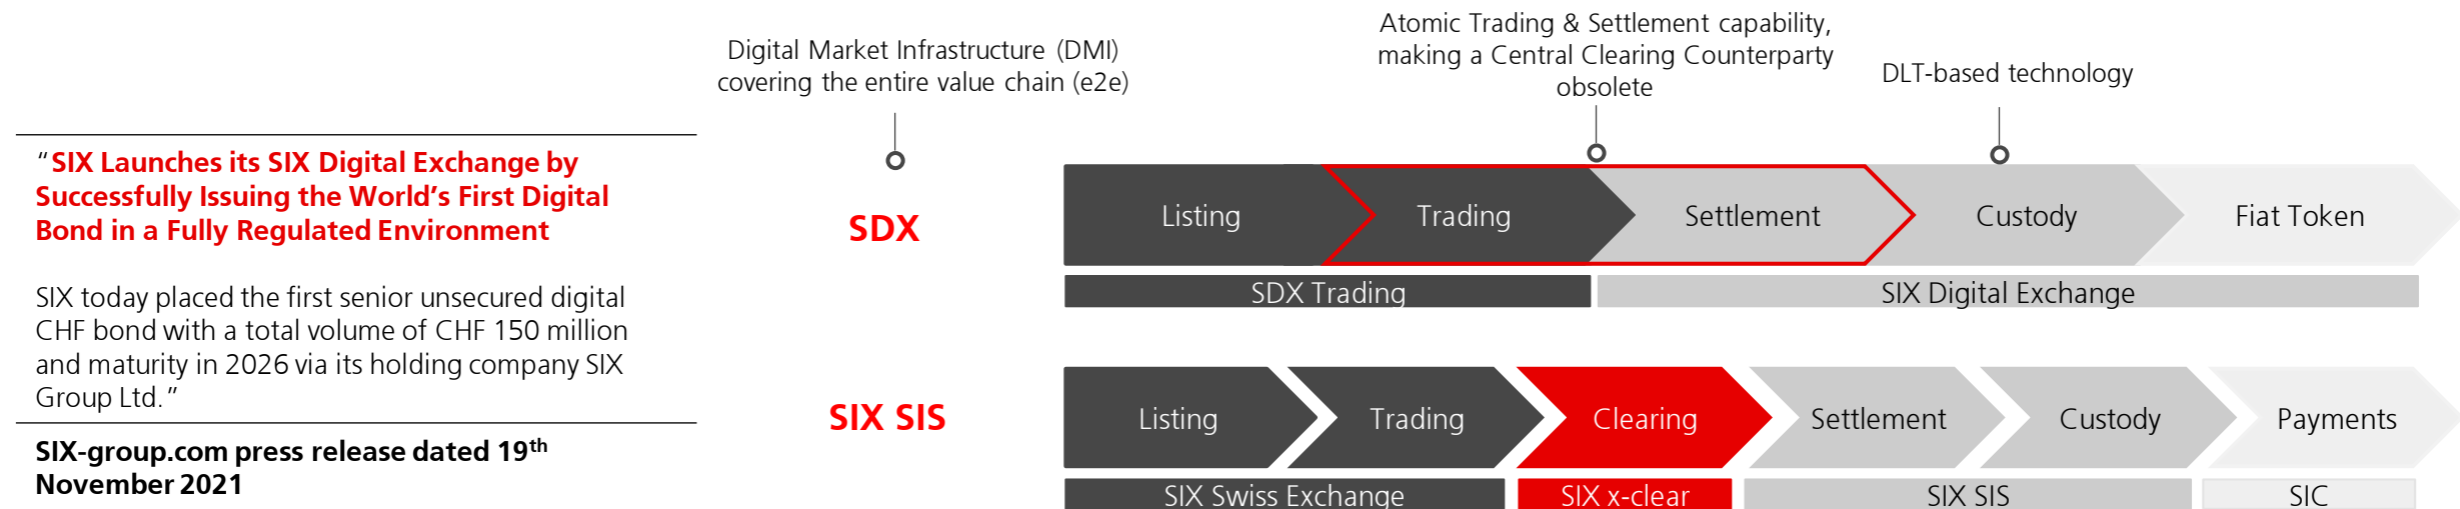 “SIX Launches its SIX Digital Exchange by
Successfully Issuing the World’s First Digital
Bond in a Fully Regulated Environment
SIX today placed the first senior unsecured digital
CHF bond with a total volume of CHF 150 million
and maturity in 2026 via its holding company SIX
Group Ltd.”
SIX-group.com press release dated 19th
November 2021
Digital Market Infrastructure (DMI)
covering the entire value chain (e2e)
Atomic Trading & Settlement capability,
making a Central Clearing Counterparty
obsolete
DLT-based technology
SDX
Listing
Trading
Settlement
Custody
Fiat Token
SDX Trading
SIX Digital Exchange
SIX SIS
Listing
Trading
Clearing
Settlement
Custody
Payments
SIX Swiss Exchange
SIX x-clear
SIX SIS
SIC